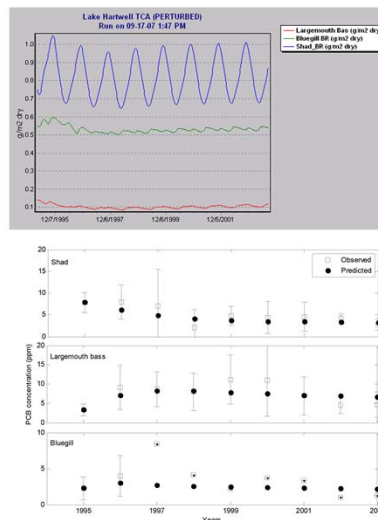 Lake Hartwell TCA (PERTURBED)
Run on 09-17-07 1:47 PM
Largemouth Bas (g/m2 dry)
Bluegill BR (g/m2 dry)
Shad_BR (g/m2 dry)
g/m2 dry
1.0
0.9
0.8
0.7
0.6
0.5
0.4
0.3
0.2
0.1
12/7/1995
12/6/1997
12/6/1999
12/5/2001
Shad
Observed
Predicted
20
15
10
5
0
Largemouth bass
20
15
10
5
0
PCB concentration (ppm)
Bluegill
10
5
0
1995
1997
1999
2001
Years